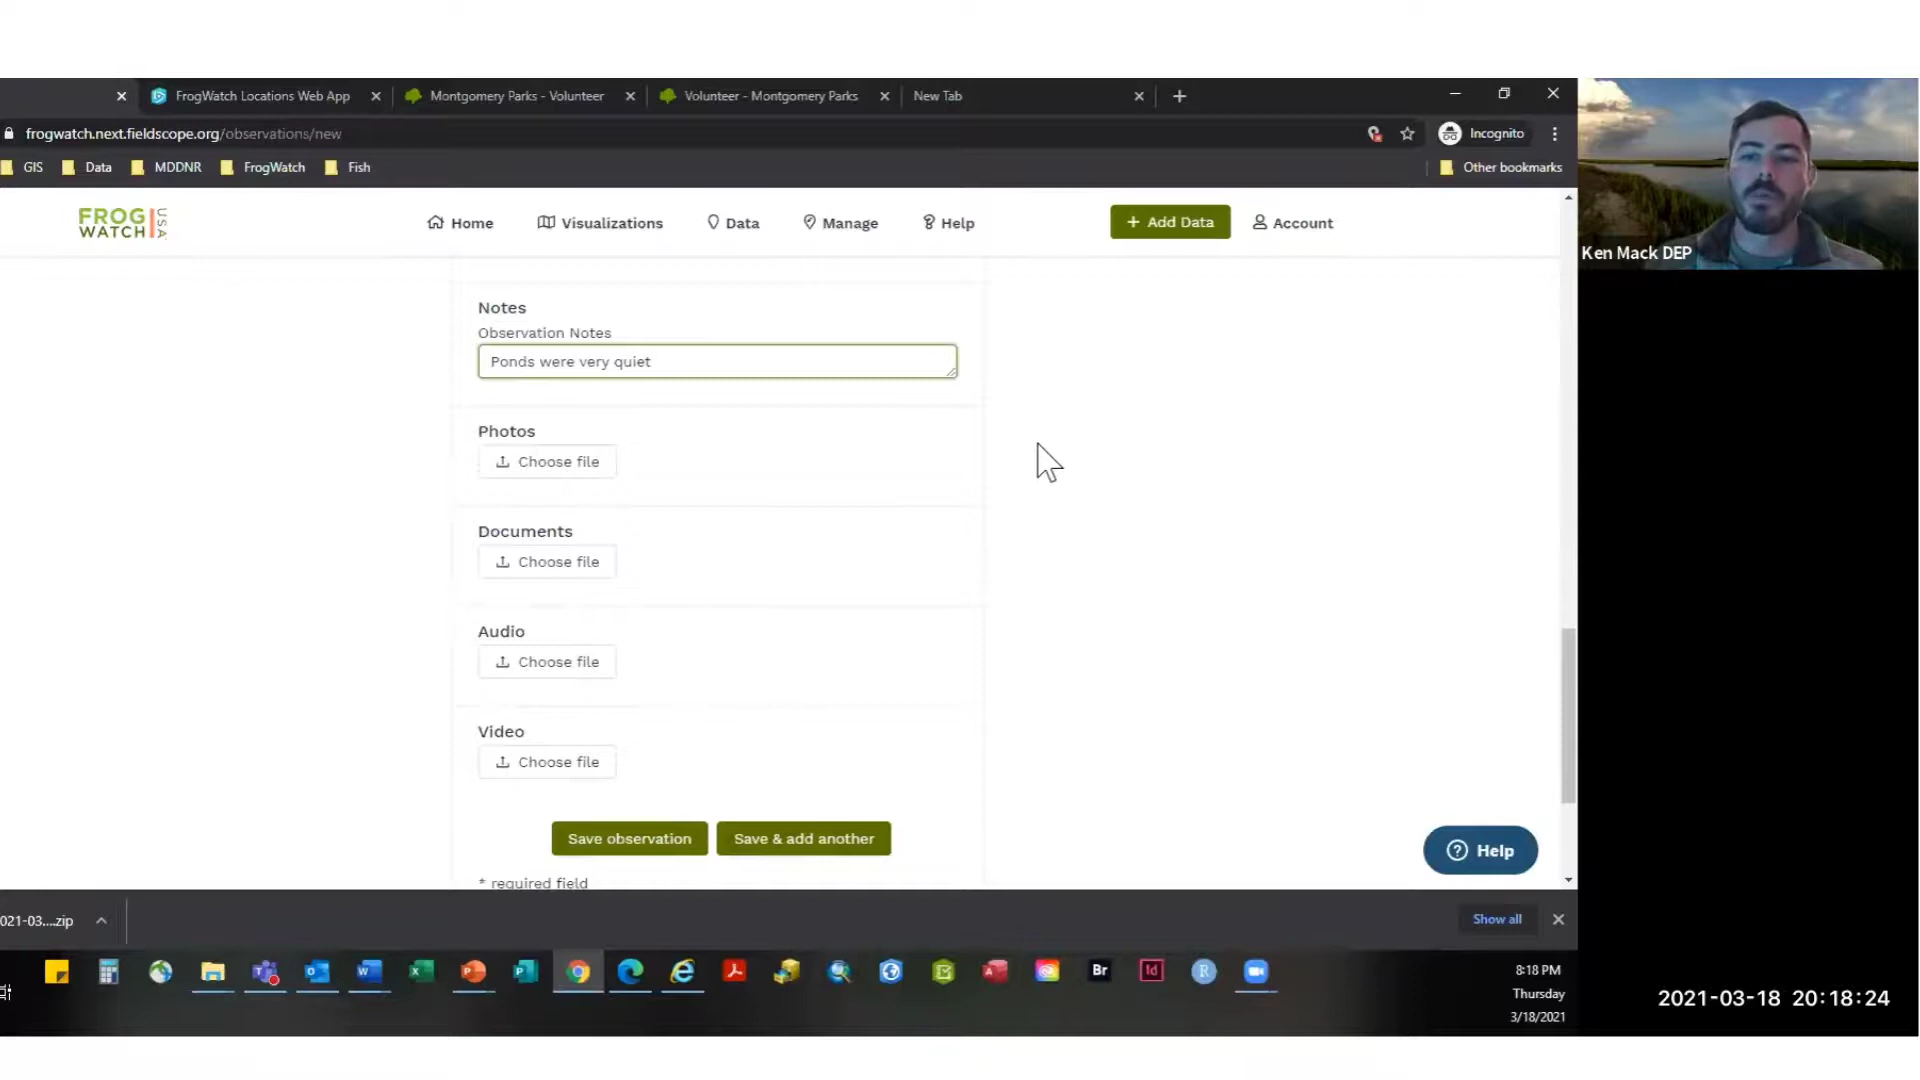 FrogWatch Locations Web App
Montgomery Parks - Volunteer
Volunteer - Montgomery Parks
New Tab
frogwatch.next.fieldscope.org/observations/new
Incognito
GIS
Data
MDDNR
FrogWatch
Fish
Other bookmarks
FROG
WATCH
USA
Home
Visualizations
Data
Manage
Help
+ Add Data
Account
Ken Mack DEP
Notes
Observation Notes
Ponds were very quiet
Photos
Choose file
Documents
Choose file
Audio
Choose file
Video
Choose file
Save observation
Save & add another
* required field
Help
021-03....zip
Show all
Br
Id
R
8:18 PM
Thursday
3/18/2021
2021-03-18 20:18:24